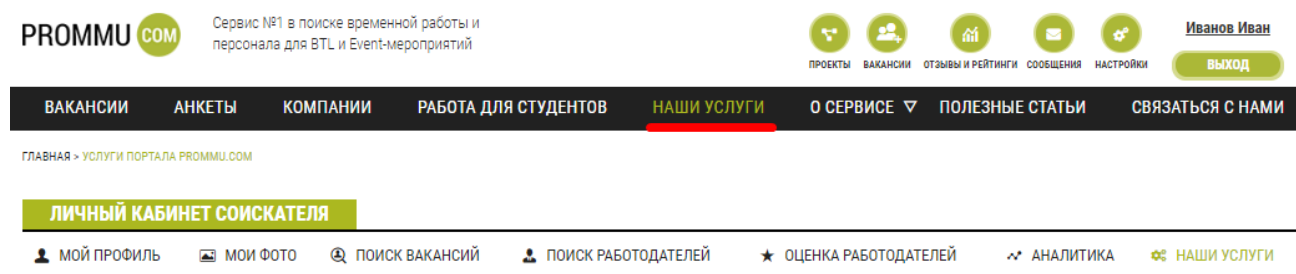 PROMMU COM
Сервис №1 в поиске временной работы и
персонала для BTL и Event-мероприятий
ПРОЕКТЫ ВАКАНСИИ ОТЗЫВЫ И РЕЙТИНГИ СООБЩЕНИЯ НАСТРОЙКИ
Иванов Иван
ВЫХОД
ВАКАНСИИ АНКЕТЫ КОМПАНИИ РАБОТА ДЛЯ СТУДЕНТОВ НАШИ УСЛУГИ О СЕРВИСЕ ПОЛЕЗНЫЕ СТАТЬИ СВЯЗАТЬСЯ С НАМИ
ГЛАВНАЯ > УСЛУГИ ПОРТАЛА PROMMU.COM
ЛИЧНЫЙ КАБИНЕТ СОИСКАТЕЛЯ
МОЙ ПРОФИЛЬ МОИ ФОТО ПОИСК ВАКАНСИЙ ПОИСК РАБОТОДАТЕЛЕЙ ОЦЕНКА РАБОТОДАТЕЛЕЙ АНАЛИТИКА НАШИ УСЛУГИ